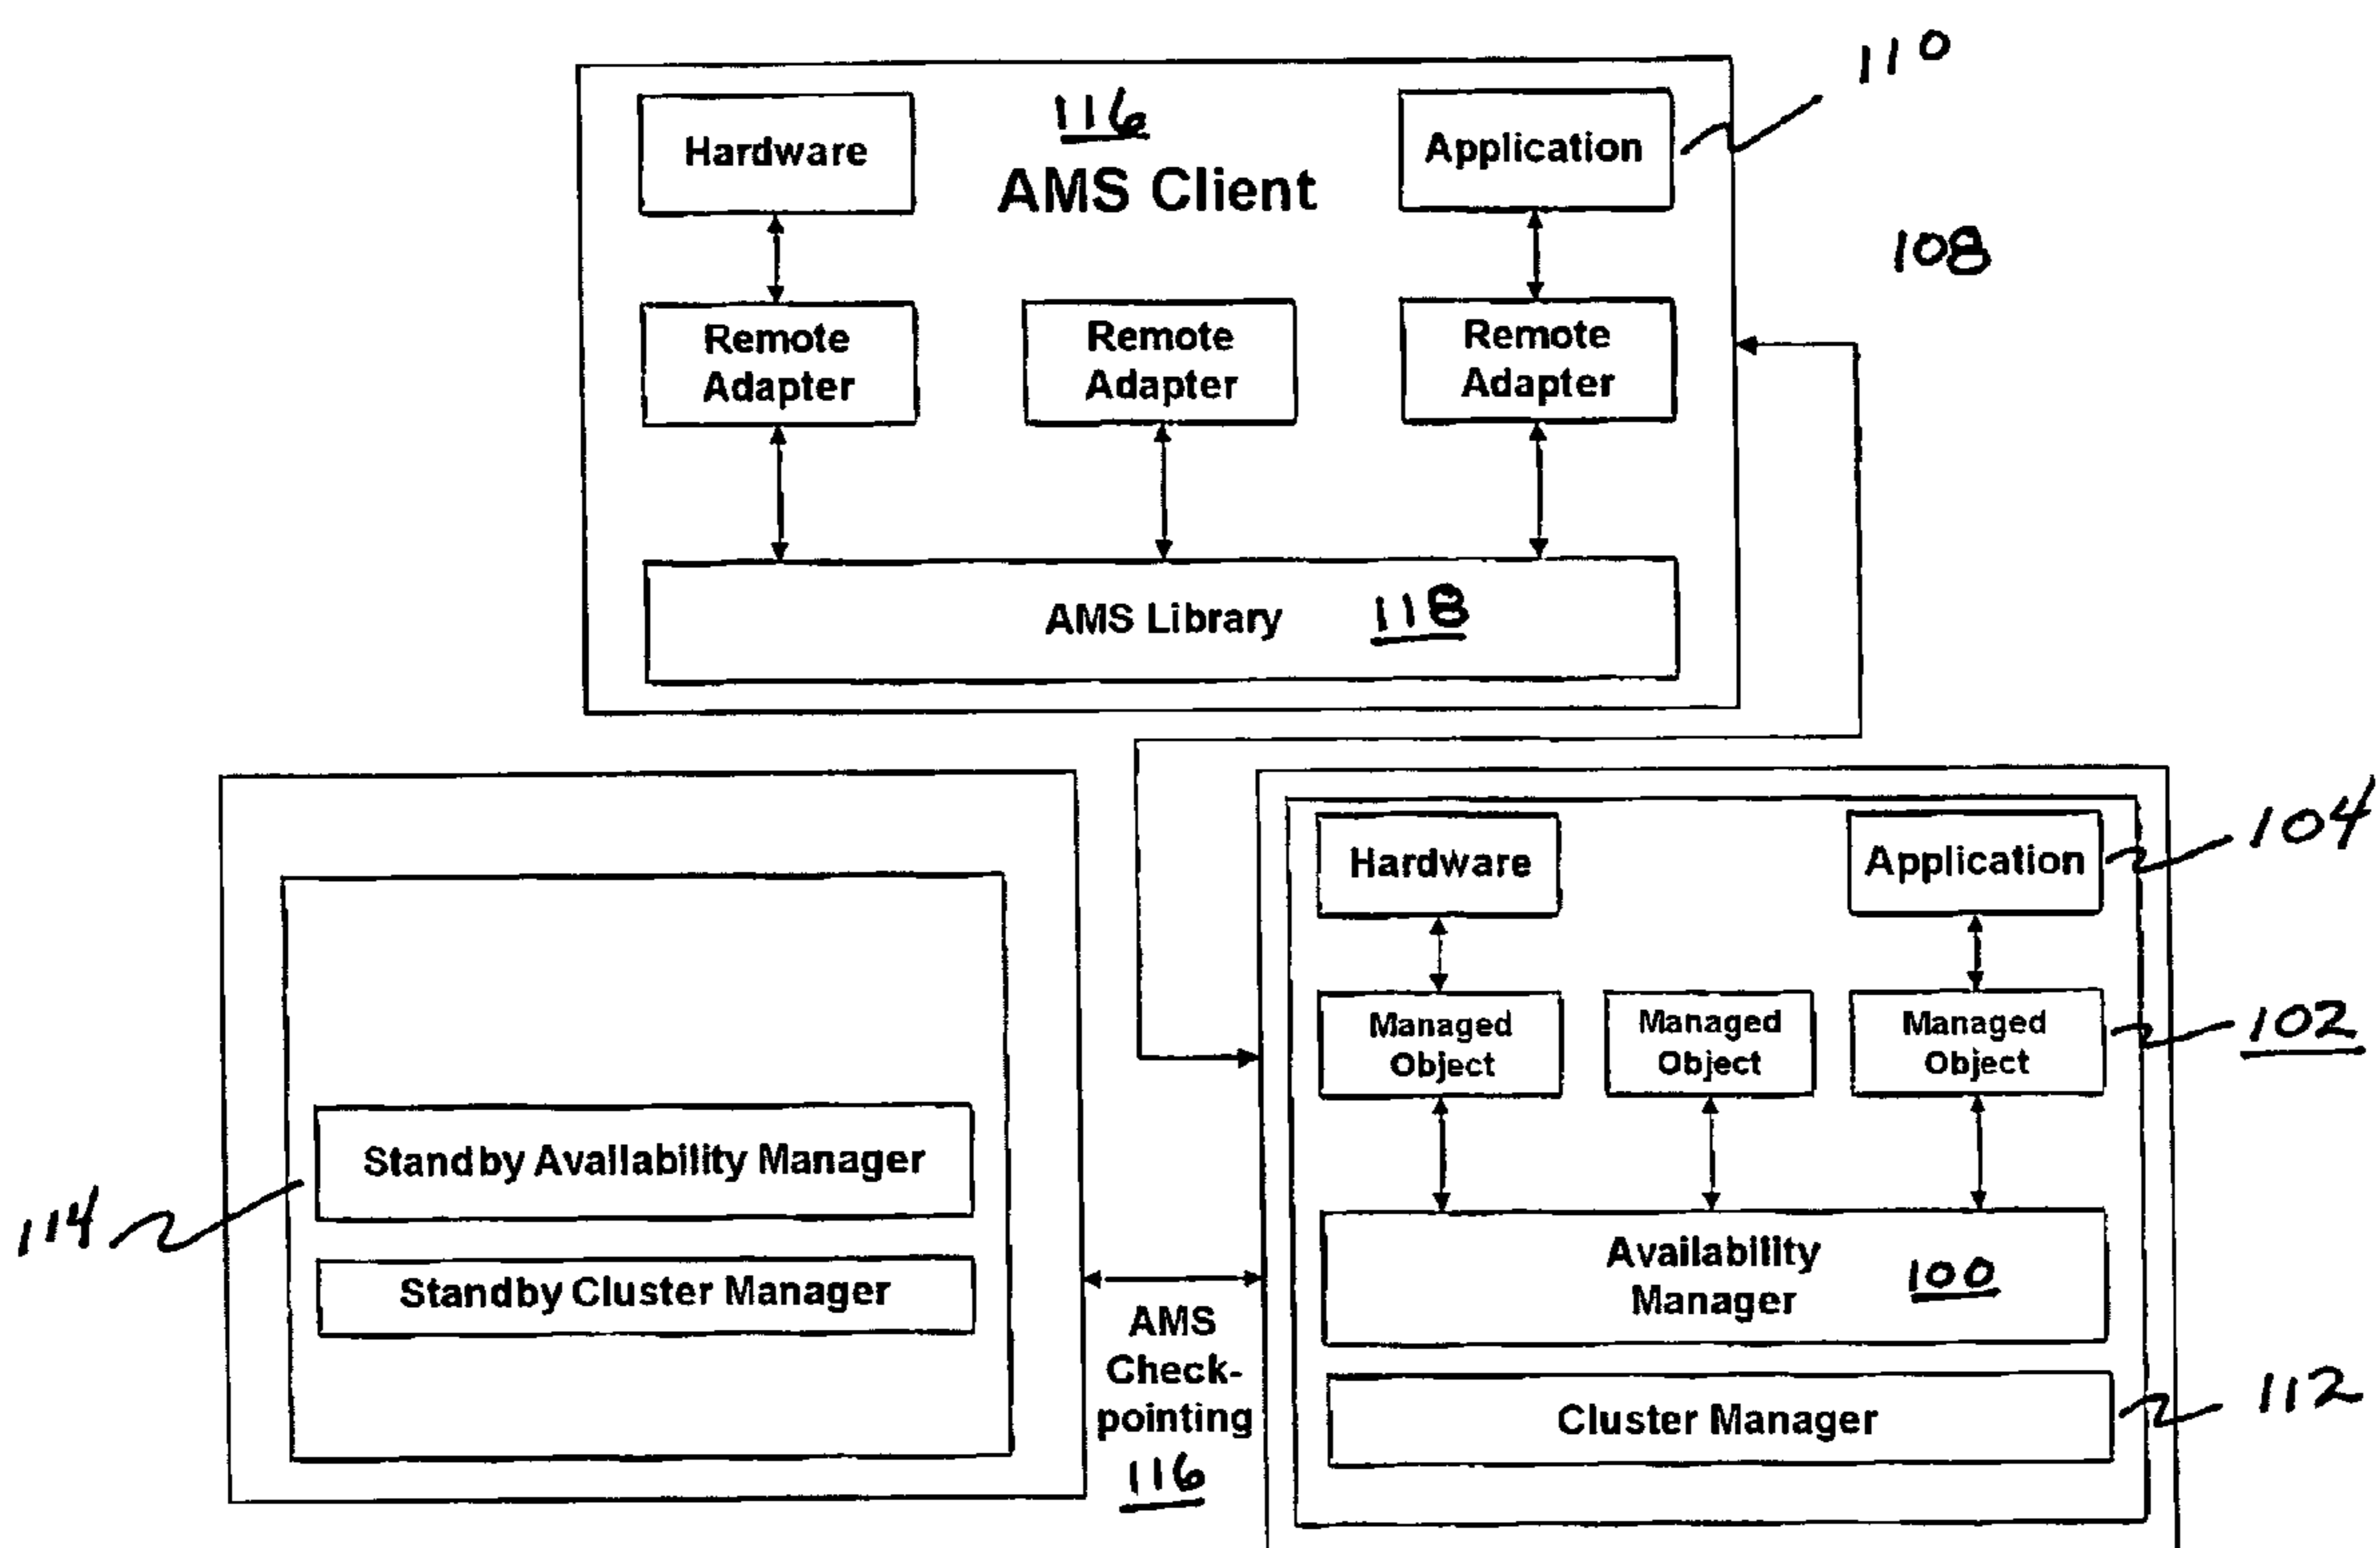 110
116
Hardware
Application
AMS Client
108
Remote
Adapter
Remote
Adapter
Remote
Adapter
AMS Library
118
104
Hardware
Application
Managed
Object
Managed
Object
Managed
Object
102
Standby Availability Manager
114
Standby Cluster Manager
Availability
Manager
100
AMS
Check-
pointing
116
Cluster Manager
112